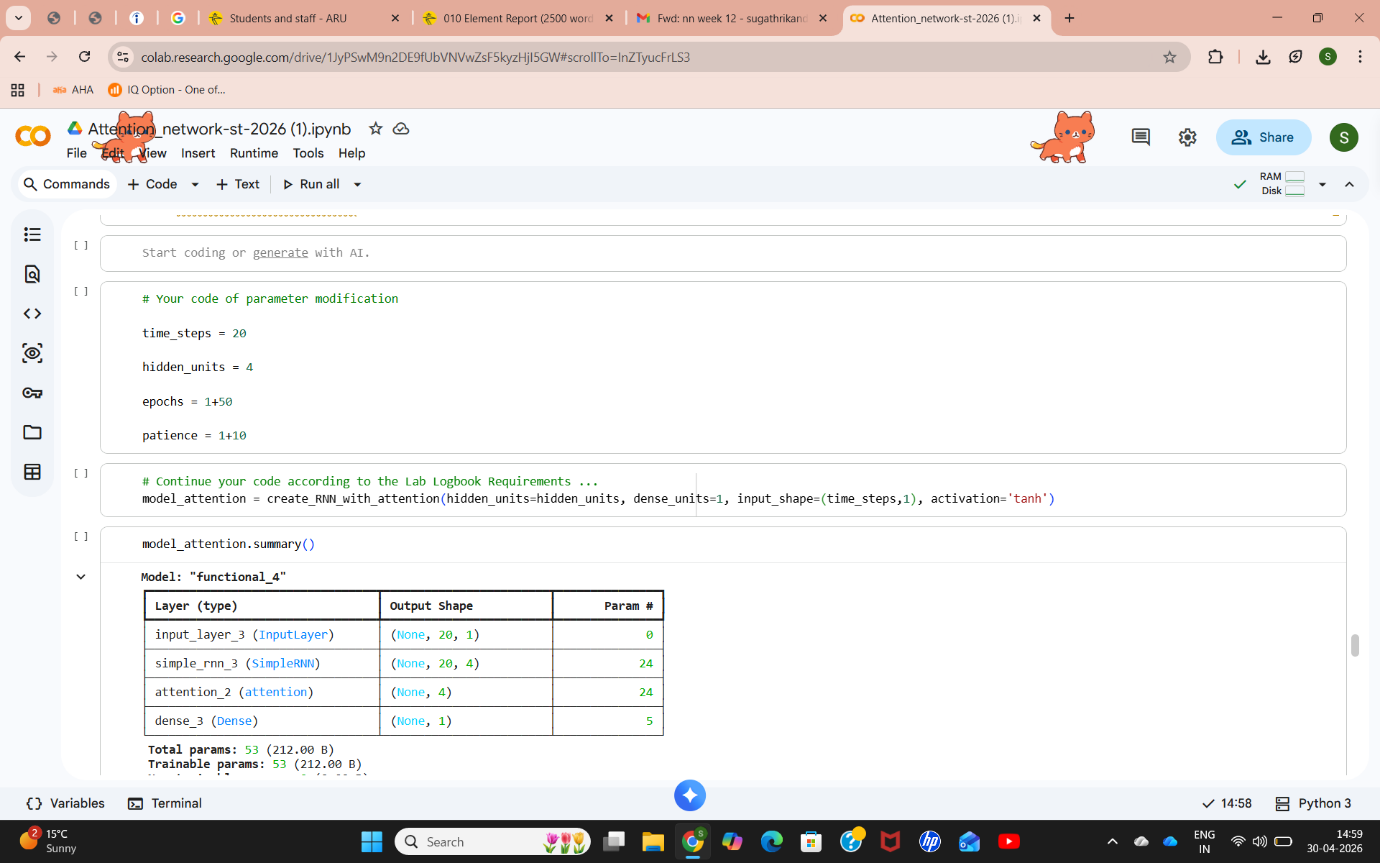 Students and staff - ARU
010 Element Report (2500 word
Fwd: nn week 12 - sugathrikand
Attention_network-st-2026 (1).i
colab.research.google.com/drive/1JyPSwM9n2DE9fUbVNVwZsF5kyzHjI5GW#scrollTo=InZTyucFrLS3
S
AHA
IQ Option - One of...
Attention_network-st-2026 (1).ipynb
File Edit View Insert Runtime Tools Help
Share
S
Commands + Code + Text Run all
RAM
Disk
[ ] Start coding or generate with AI.
[ ] # Your code of parameter modification
time_steps = 20
hidden_units = 4
epochs = 1+50
patience = 1+10
[ ] # Continue your code according to the Lab Logbook Requirements ...
model_attention = create_RNN_with_attention(hidden_units=hidden_units, dense_units=1, input_shape=(time_steps,1), activation='tanh')
[ ] model_attention.summary()
Model: "functional_4"
Layer (type) Output Shape Param #
input_layer_3 (InputLayer) (None, 20, 1) 0
simple_rnn_3 (SimpleRNN) (None, 20, 4) 24
attention_2 (attention) (None, 4) 24
dense_3 (Dense) (None, 1) 5
Total params: 53 (212.00 B)
Trainable params: 53 (212.00 B)
{} Variables Terminal
14:58 Python 3
2
15°C
Sunny
Search
S
ENG
IN
14:59
30-04-2026